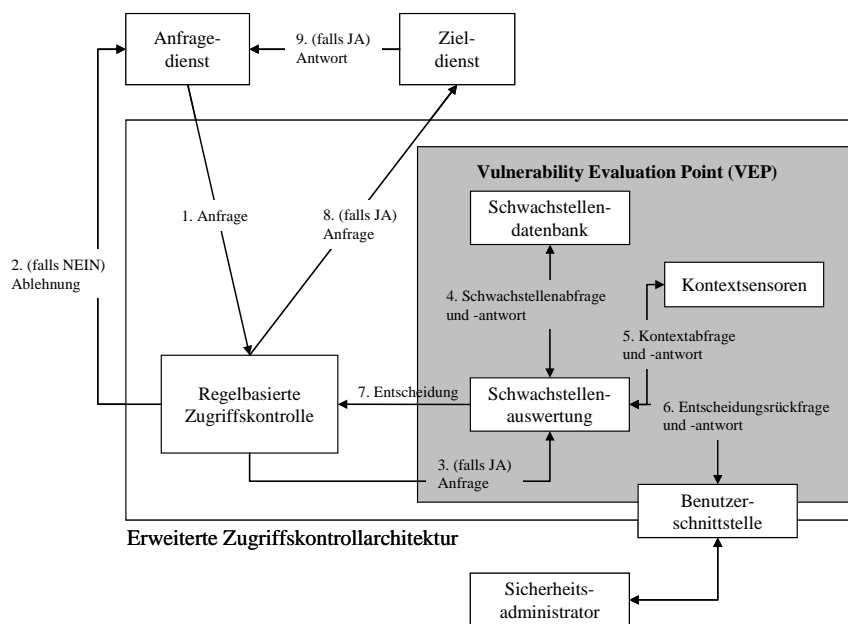 Anfrage-
dienst
9. (falls JA)
Antwort
Ziel-
dienst
Vulnerability Evaluation Point (VEP)
Schwachstellen-
datenbank
1. Anfrage
8. (falls JA)
Anfrage
2. (falls NEIN)
Ablehnung
4. Schwachstellenabfrage
und -antwort
Kontextsensoren
5. Kontextabfrage
und -antwort
Regelbasierte
Zugriffskontrolle
7. Entscheidung
Schwachstellen-
auswertung
6. Entscheidungsrückfrage
und -antwort
3. (falls JA)
Anfrage
Benutzer-
schnittstelle
Erweiterte Zugriffskontrollarchitektur
Sicherheits-
administrator